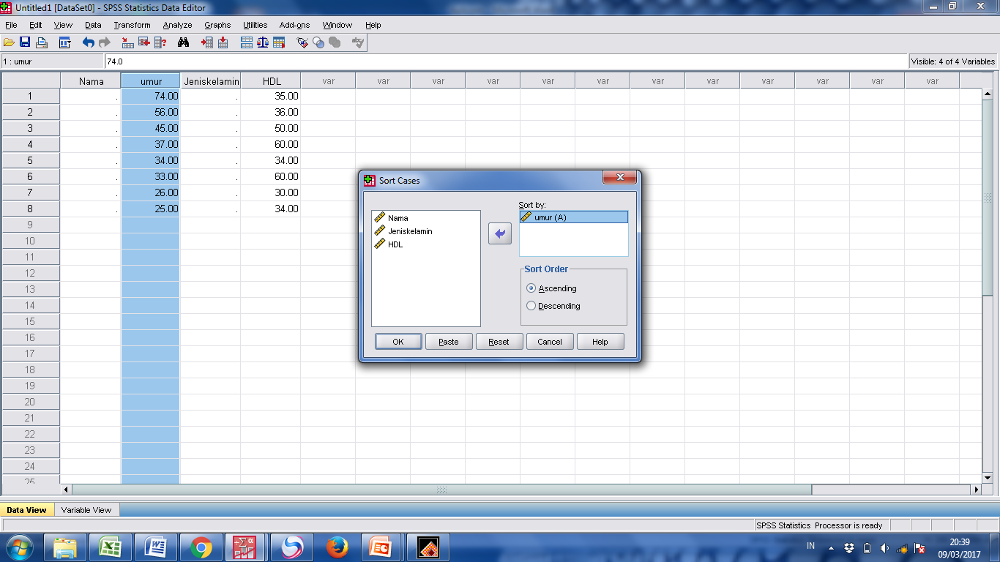 Untitled1 [DataSet0] - SPSS Statistics Data Editor
File Edit View Data Transform Analyze Graphs Utilities Add-ons Window Help
1 : umur 74.0 Visible: 4 of 4 Variables
Nama umur Jeniskelamin HDL var var var var var var var var var var var var
1 . 74.00 . 35.00
2 . 56.00 . 36.00
3 . 45.00 . 50.00
4 . 37.00 . 60.00
5 . 34.00 . 34.00
6 . 33.00 . 60.00
7 . 26.00 . 30.00
8 . 25.00 . 34.00
9
10
11
12
13
14
15
16
17
18
19
20
21
22
23
24
25
Sort Cases
Sort by:
Nama
Jeniskelamin
HDL
umur (A)
Sort Order
Ascending
Descending
OK Paste Reset Cancel Help
Data View Variable View
SPSS Statistics Processor is ready
IN 20:39
09/03/2017